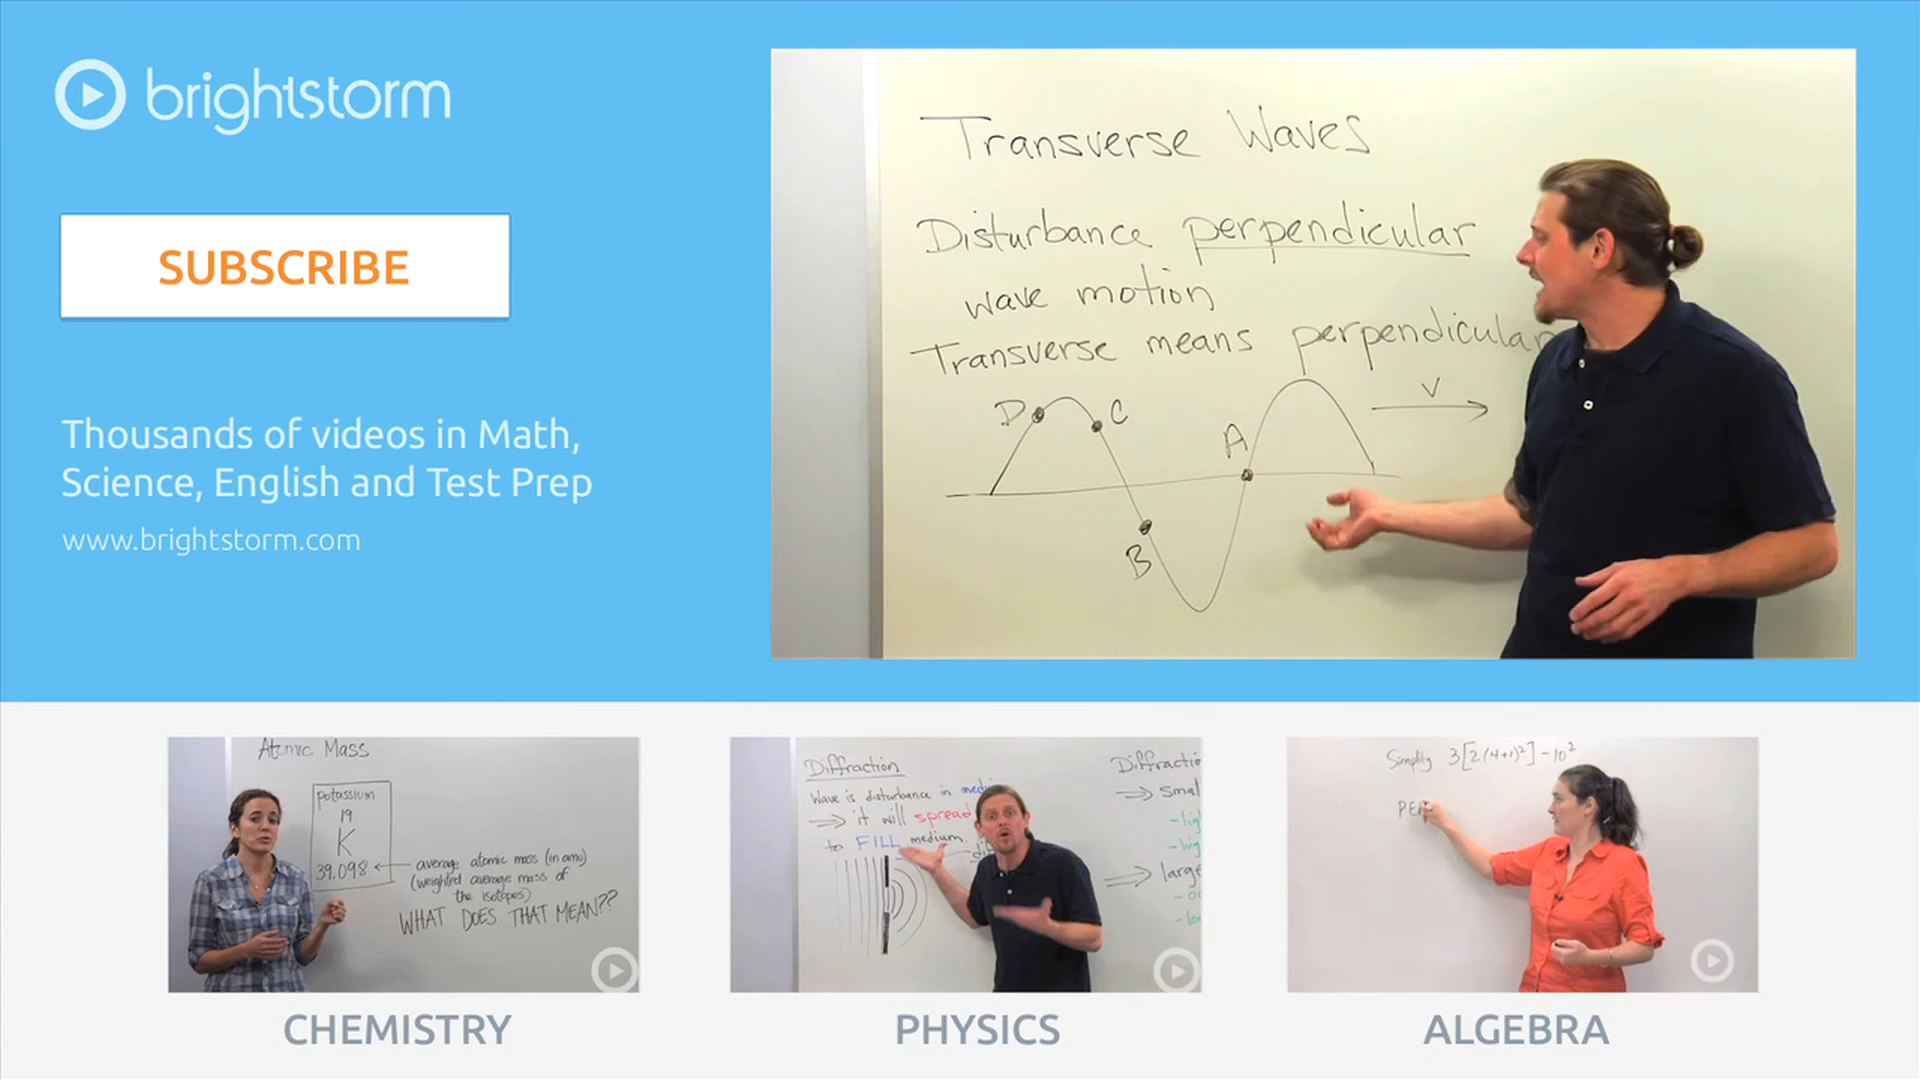 brightstorm
SUBSCRIBE
Thousands of videos in Math,
Science, English and Test Prep
www.brightstorm.com
Transverse Waves
Disturbance perpendicular
wave motion
Transverse means perpendicular
D
C
A
V
B
Atomic Mass
potassium
19
K
39.098
average atomic mass (in amu)
(weighted average mass of
the isotopes)
WHAT DOES THAT MEAN??
CHEMISTRY
Diffraction
Wave is disturbance in medi
it will spread
to FILL medium.
Diffractio
smal
large
PHYSICS
Simplify 3[2(4+1)²]-10²
PE
ALGEBRA